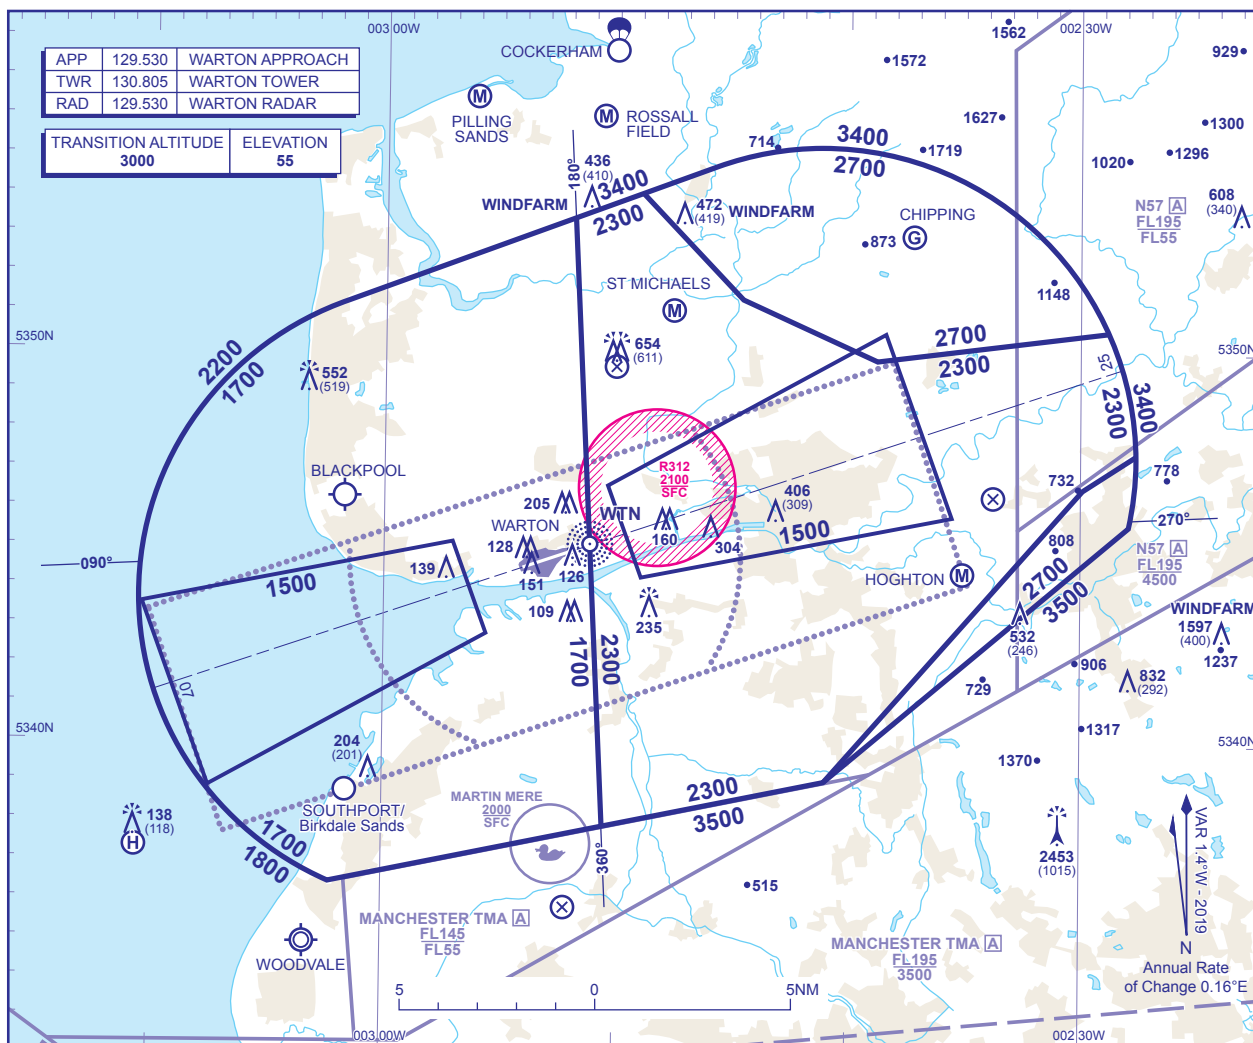 003 00W
002 30W
APP 129.530 WARTON APPROACH
TWR 130.805 WARTON TOWER
RAD 129.530 WARTON RADAR
TRANSITION ALTITUDE
3000
ELEVATION
55
COCKERHAM
1562
1572
929
M
PILLING
SANDS
M
ROSSALL
FIELD
1627
1300
714
3400
2700
1719
1020
1296
180°
436
(410)
3400
2300
WINDFARM
472
(419)
WINDFARM
CHIPPING
G
873
N57 A
FL195
FL55
608
(340)
1148
ST MICHAELS
M
5350N
5350N
2200
1700
552
(519)
654
(611)
2700
2300
25
3400
2300
BLACKPOOL
R312
2100
SFC
205
WTN
406
(309)
732
778
WARTON
128
151
126
160
304
1500
270°
090°
139
1500
808
N57 A
FL195
4500
HOGHTON
M
109
235
2700
3500
WINDFARM
1597
(400)
1237
532
(246)
2300
1700
906
832
(292)
729
07
5340N
5340N
204
(201)
1317
1370
SOUTHPORT/
Birkdale Sands
MARTIN MERE
2000
SFC
2300
3500
138
(118)
H
1700
1800
360°
2453
(1015)
VAR 1.4°W - 2019
N
Annual Rate
of Change 0.16°E
515
MANCHESTER TMA A
FL145
FL55
MANCHESTER TMA A
FL195
3500
WOODVALE
5 0 5NM
003 00W
002 30W